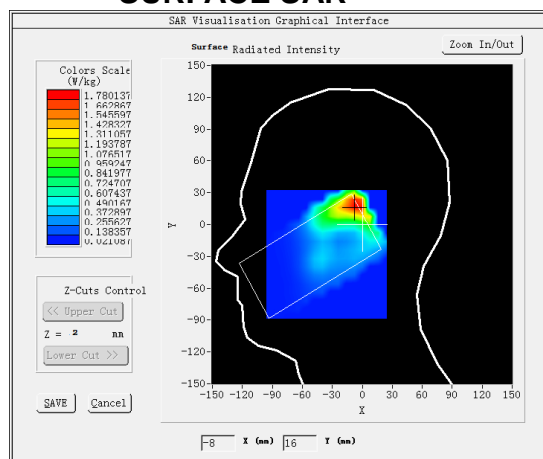 SURFACE SAR
SAR Visualisation Graphical Interface
Surface Radiated Intensity
Zoom In/Out
Colors Scale
(W/kg)
1.780137
1.662867
1.545597
1.428327
1.311057
1.193787
1.076517
0.959247
0.841977
0.724707
0.607437
0.490167
0.372897
0.255627
0.138357
0.021087
150
120
90
60
30
0
-30
-60
-90
-120
-150
Y
-150 -120 -90 -60 -30 0 30 60 90 120 150
X
Z-Cuts Control
<< Upper Cut
Z = 2 mm
Lower Cut >>
SAVE Cancel
-8 X (mm) 16 Y (mm)